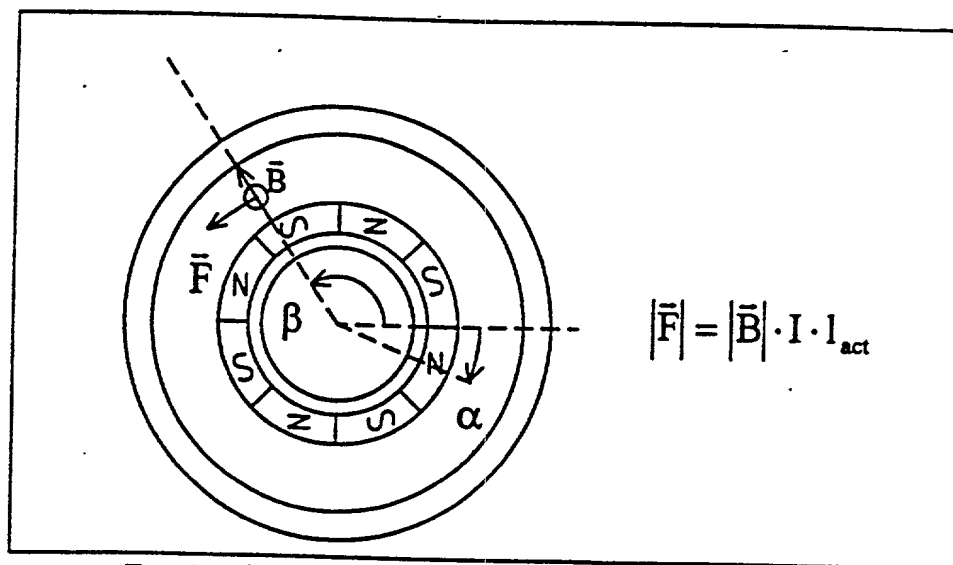 B̄
S N
F̄ N S
β
|F̄| = |B̄| · I · l_act
S N
N S α